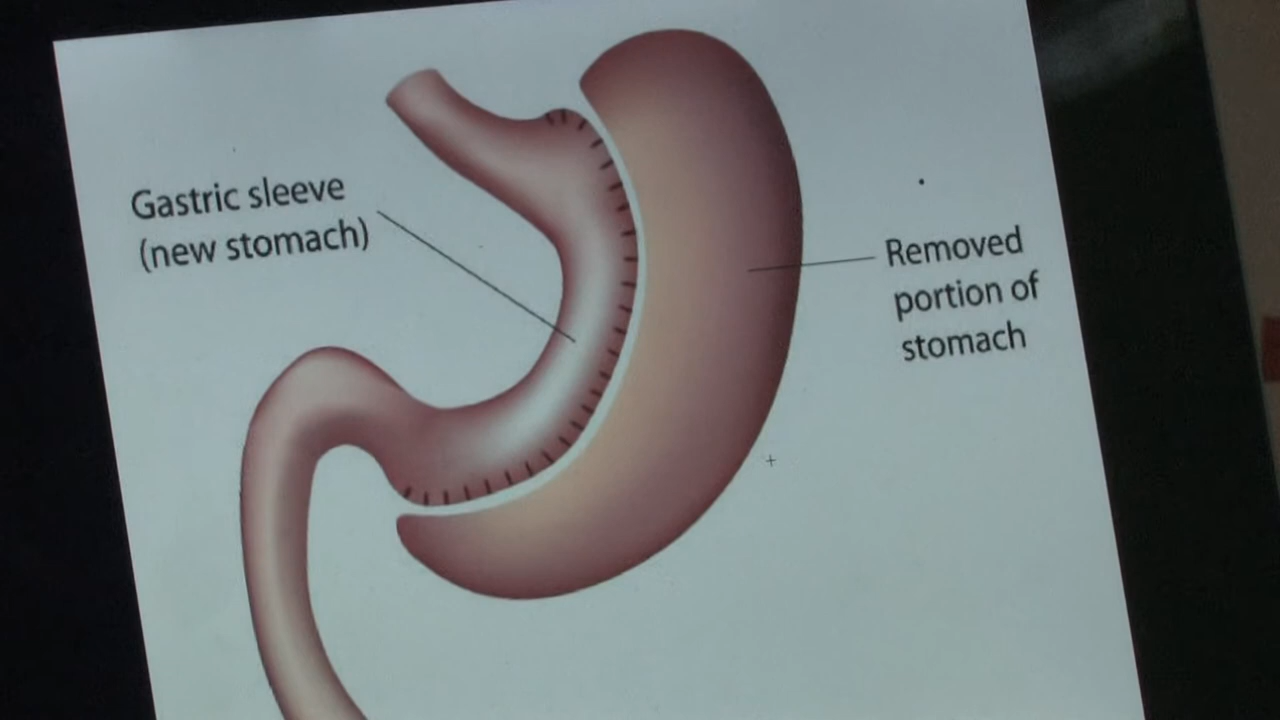 Gastric sleeve
(new stomach)
Removed
portion of
stomach